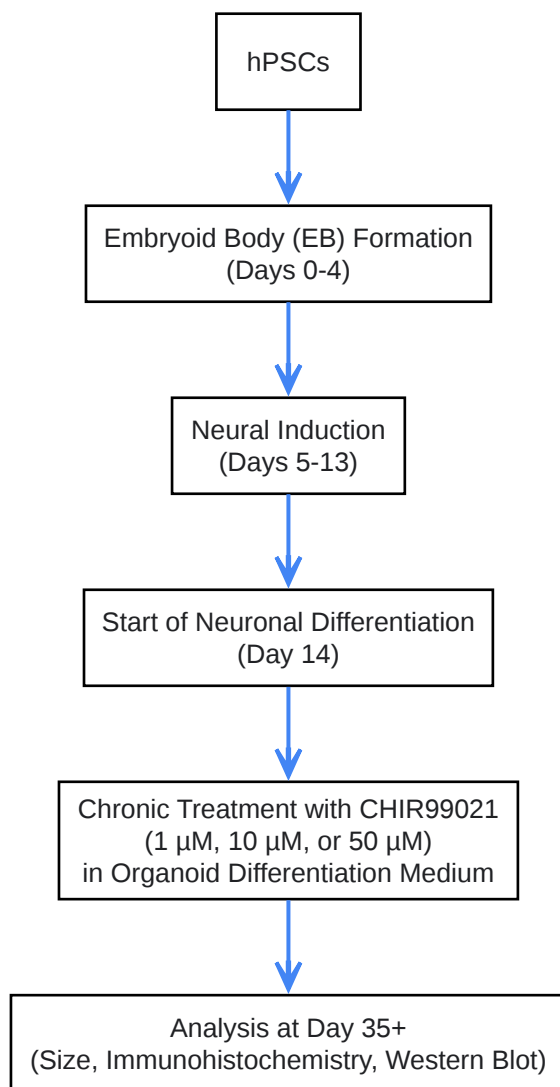 hPSCs
Embryoid Body (EB) Formation
(Days 0-4)
Neural Induction
(Days 5-13)
Start of Neuronal Differentiation
(Day 14)
Chronic Treatment with CHIR99021
(1 µM, 10 µM, or 50 µM)
in Organoid Differentiation Medium
Analysis at Day 35+
(Size, Immunohistochemistry, Western Blot)